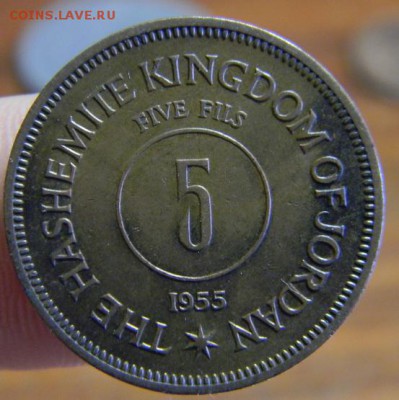 COINS.LAVE.RU
THE HASHEMITE KINGDOM OF JORDAN
FIVE FILS
5
1955